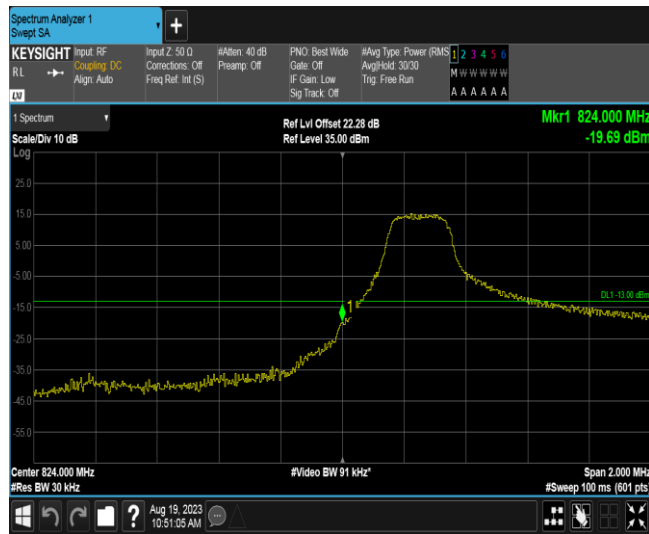 Spectrum Analyzer 1
Swept SA
KEYSIGHT
RL
LXI
Input: RF
Coupling: DC
Align: Auto
Input Z: 50 Ω
Corrections: Off
Freq Ref: Int (S)
#Atten: 40 dB
Preamp: Off
PNO: Best Wide
Gate: Off
IF Gain: Low
Sig Track: Off
#Avg Type: Power (RMS
Avg|Hold: 30/30
Trig: Free Run
1 2 3 4 5 6
M W W W W W
A A A A A A
1 Spectrum
Scale/Div 10 dB
Ref Lvl Offset 22.28 dB
Ref Level 35.00 dBm
Mkr1 824.000 MHz
-19.69 dBm
Log
25.0
15.0
5.00
-5.00
DL1 -13.00 dBm
1
-15.0
-25.0
-35.0
-45.0
-55.0
Center 824.000 MHz
#Video BW 91 kHz*
Span 2.000 MHz
#Res BW 30 kHz
#Sweep 100 ms (601 pts
?
Aug 19, 2023
10:51:05 AM